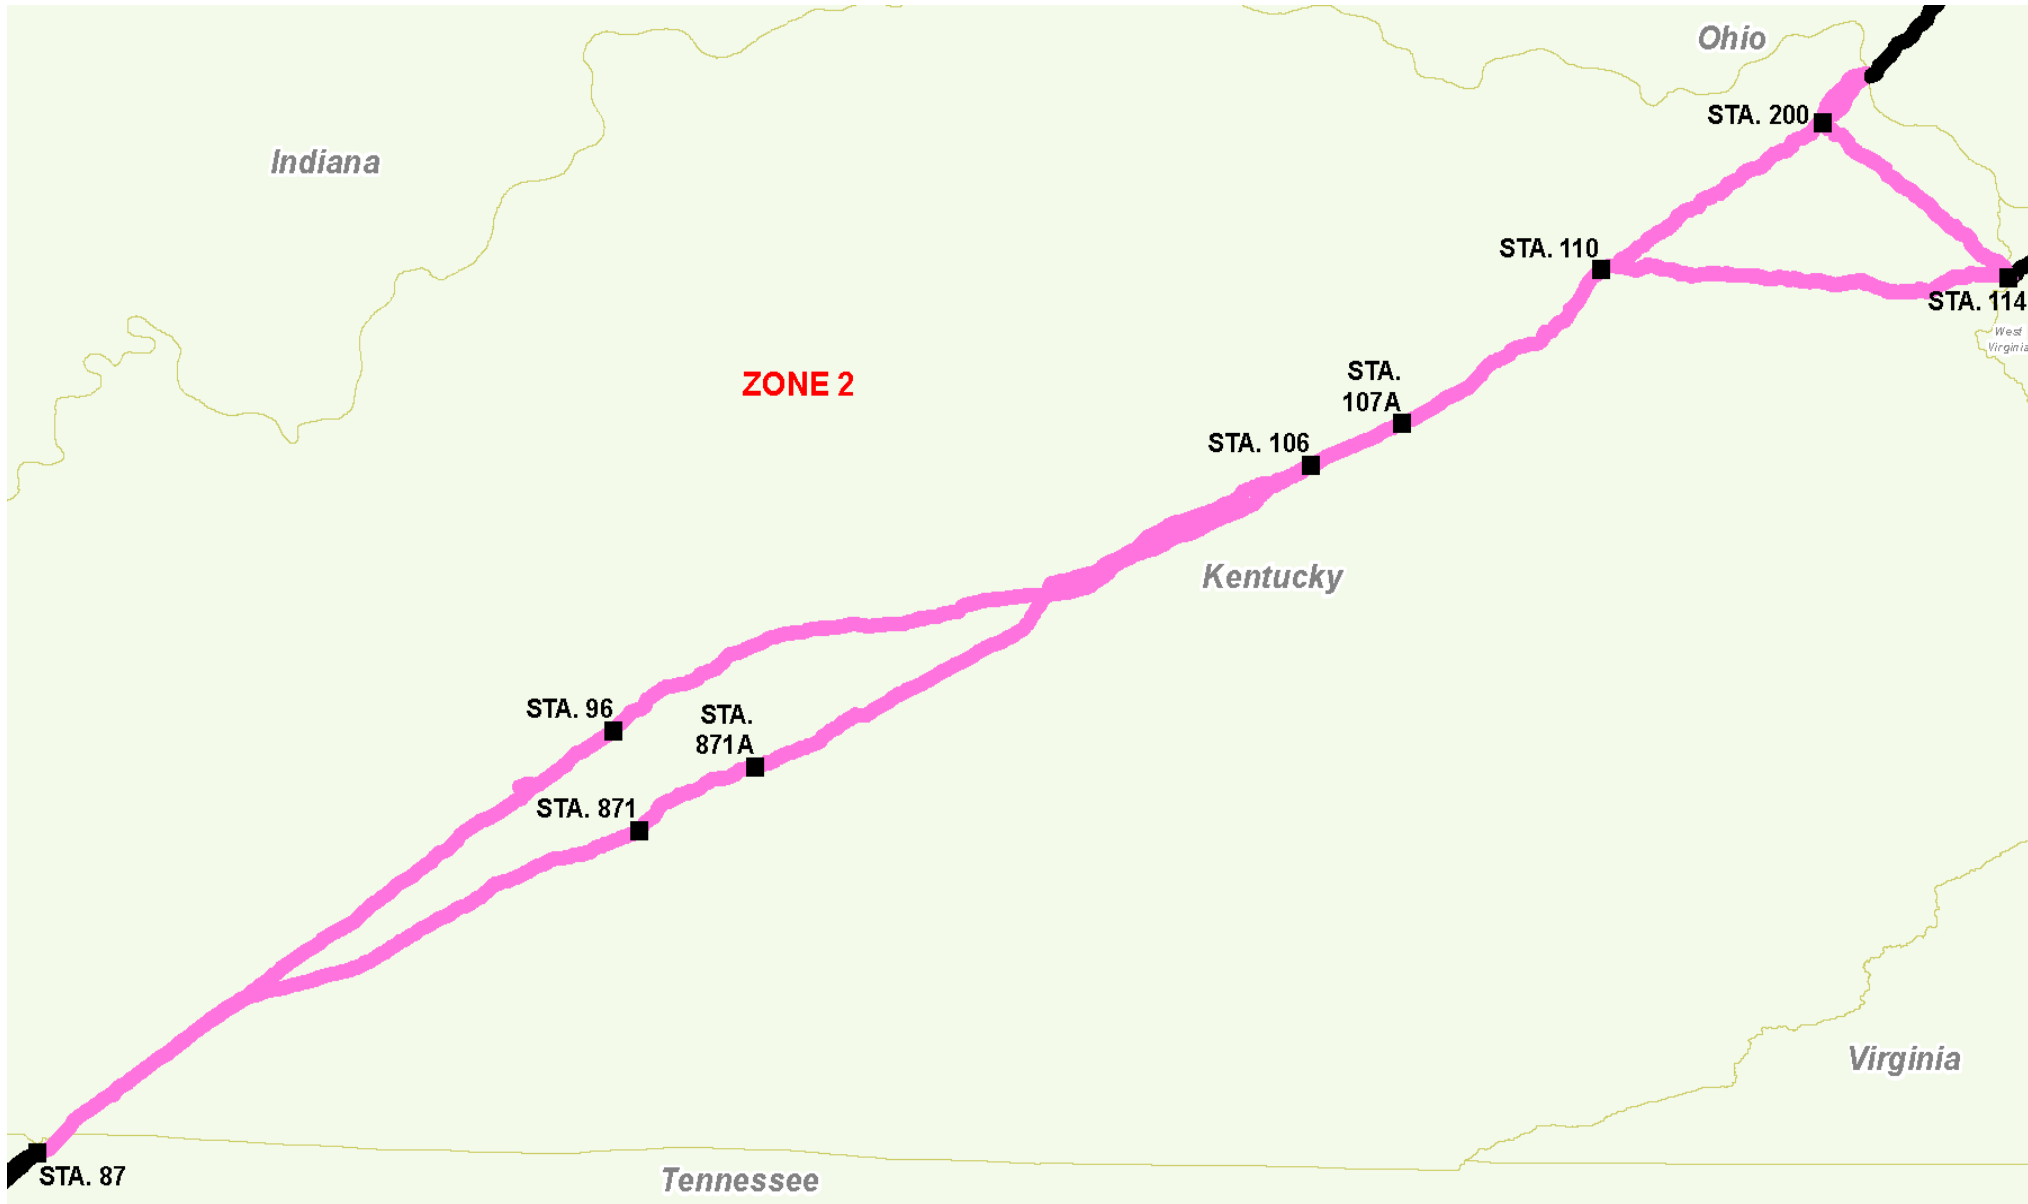 Ohio
STA. 200
Indiana
STA. 110
STA. 114
West
Virginia
STA.
107A
ZONE 2
STA. 106
Kentucky
STA. 96
STA.
871A
STA. 871
Virginia
STA. 87
Tennessee